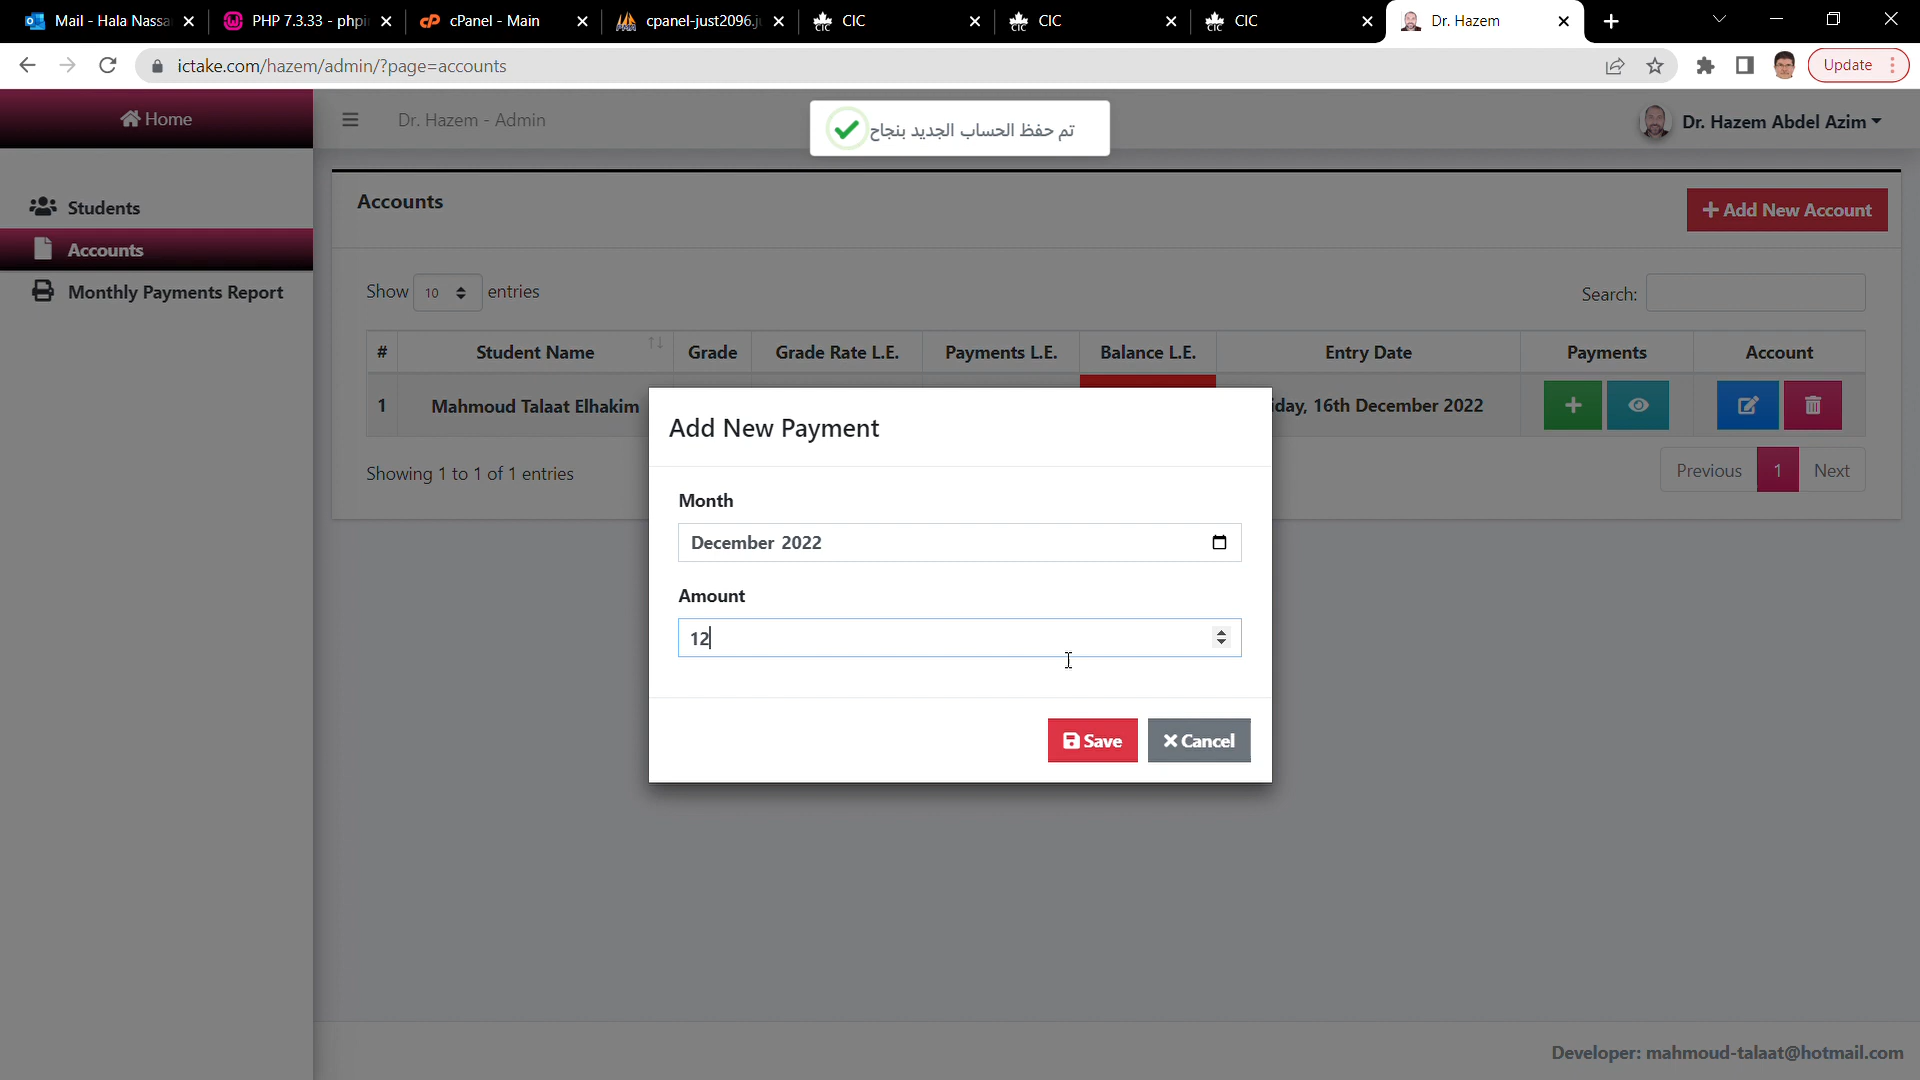 Mail - Hala Nassa
PHP 7.3.33 - phpi
cPanel - Main
cpanel-just2096.j
CIC
CIC
CIC
Dr. Hazem
ictake.com/hazem/admin/?page=accounts
Update
Home
Dr. Hazem - Admin
تم حفظ الحساب الجديد بنجاح
Dr. Hazem Abdel Azim
Students
Accounts
Monthly Payments Report
Accounts
Add New Account
Show 10 entries
Search:
# Student Name Grade Grade Rate L.E. Payments L.E. Balance L.E. Entry Date Payments Account
1 Mahmoud Talaat Elhakim iday, 16th December 2022
Showing 1 to 1 of 1 entries
Previous 1 Next
Add New Payment
Month
December 2022
Amount
12
Save
Cancel
Developer: mahmoud-talaat@hotmail.com